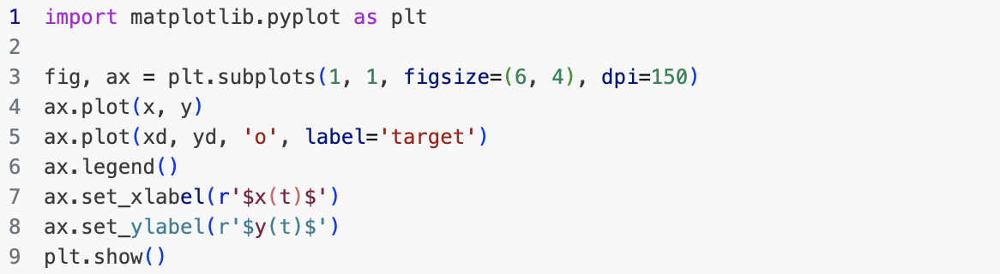 1 import matplotlib.pyplot as plt
2
3 fig, ax = plt.subplots(1, 1, figsize=(6, 4), dpi=150)
4 ax.plot(x, y)
5 ax.plot(xd, yd, 'o', label='target')
6 ax.legend()
7 ax.set_xlabel(r'$x(t)$')
8 ax.set_ylabel(r'$y(t)$')
9 plt.show()